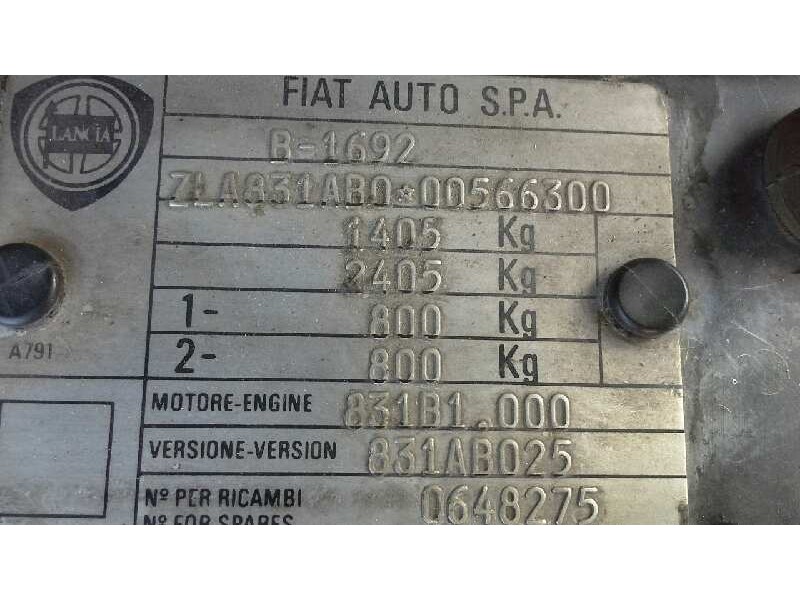 LANCIA
FIAT AUTO S.P.A.
B-1692
ZLA831AB0*00566300
1405 Kg
2405 Kg
1- 800 Kg
2- 800 Kg
A791
MOTORE-ENGINE 831B1.000
VERSIONE-VERSION 831AB025
Nº PER RICAMBI 0648275
Nº FOR SPARES